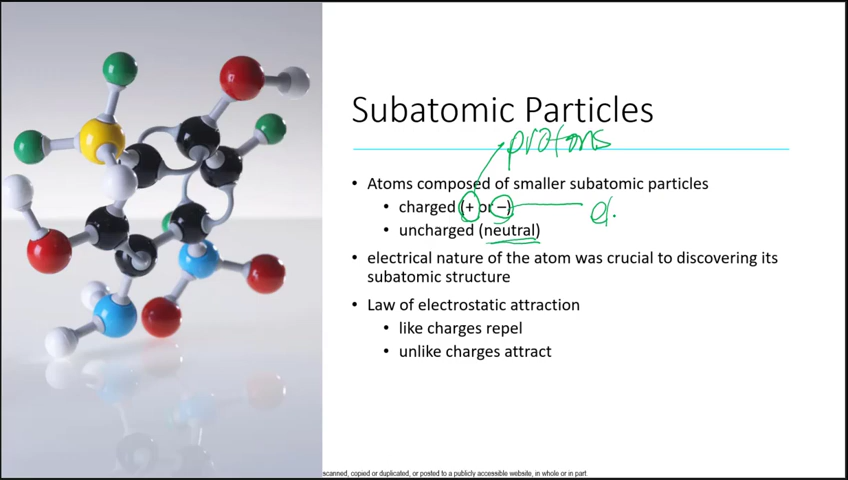 Subatomic Particles
protons
• Atoms composed of smaller subatomic particles
• charged (+ or –)
el.
• uncharged (neutral)
• electrical nature of the atom was crucial to discovering its
subatomic structure
• Law of electrostatic attraction
• like charges repel
• unlike charges attract
scanned, copied or duplicated, or posted to a publicly accessible website, in whole or in part